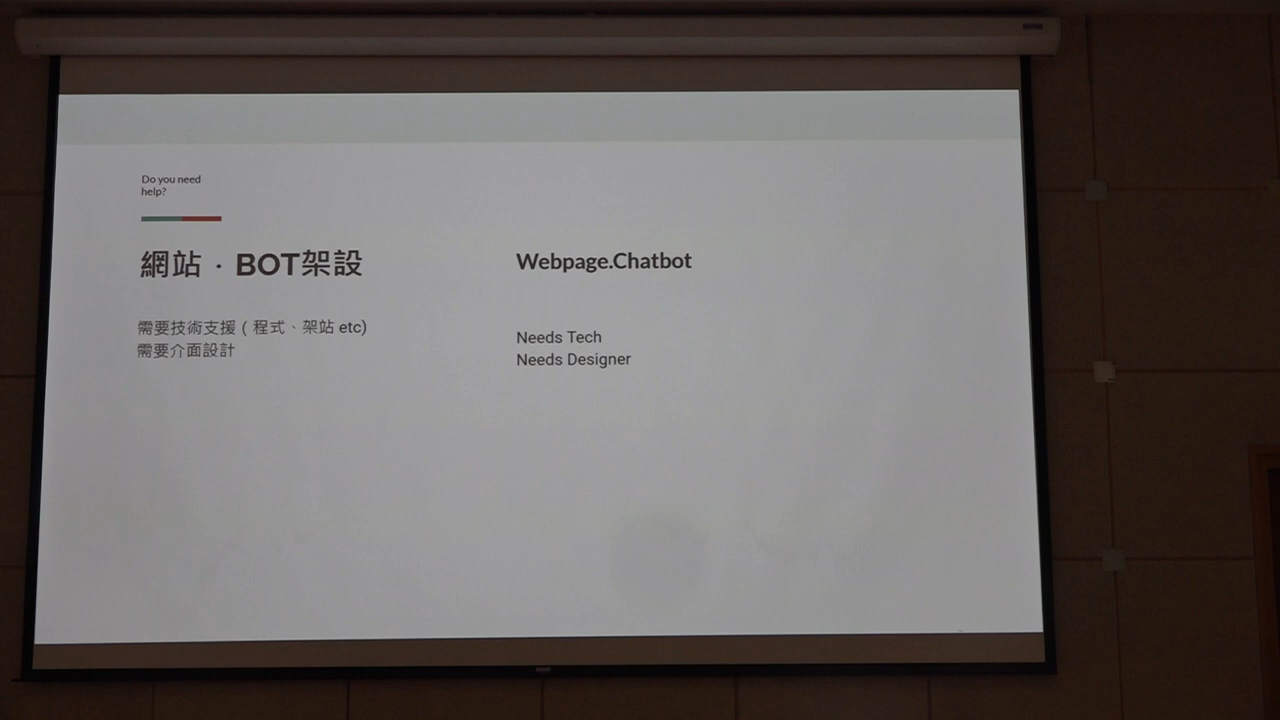 Do you need
help?
網站．BOT架設
需要技術支援 ( 程式、架站 etc)
需要介面設計
Webpage.Chatbot
Needs Tech
Needs Designer